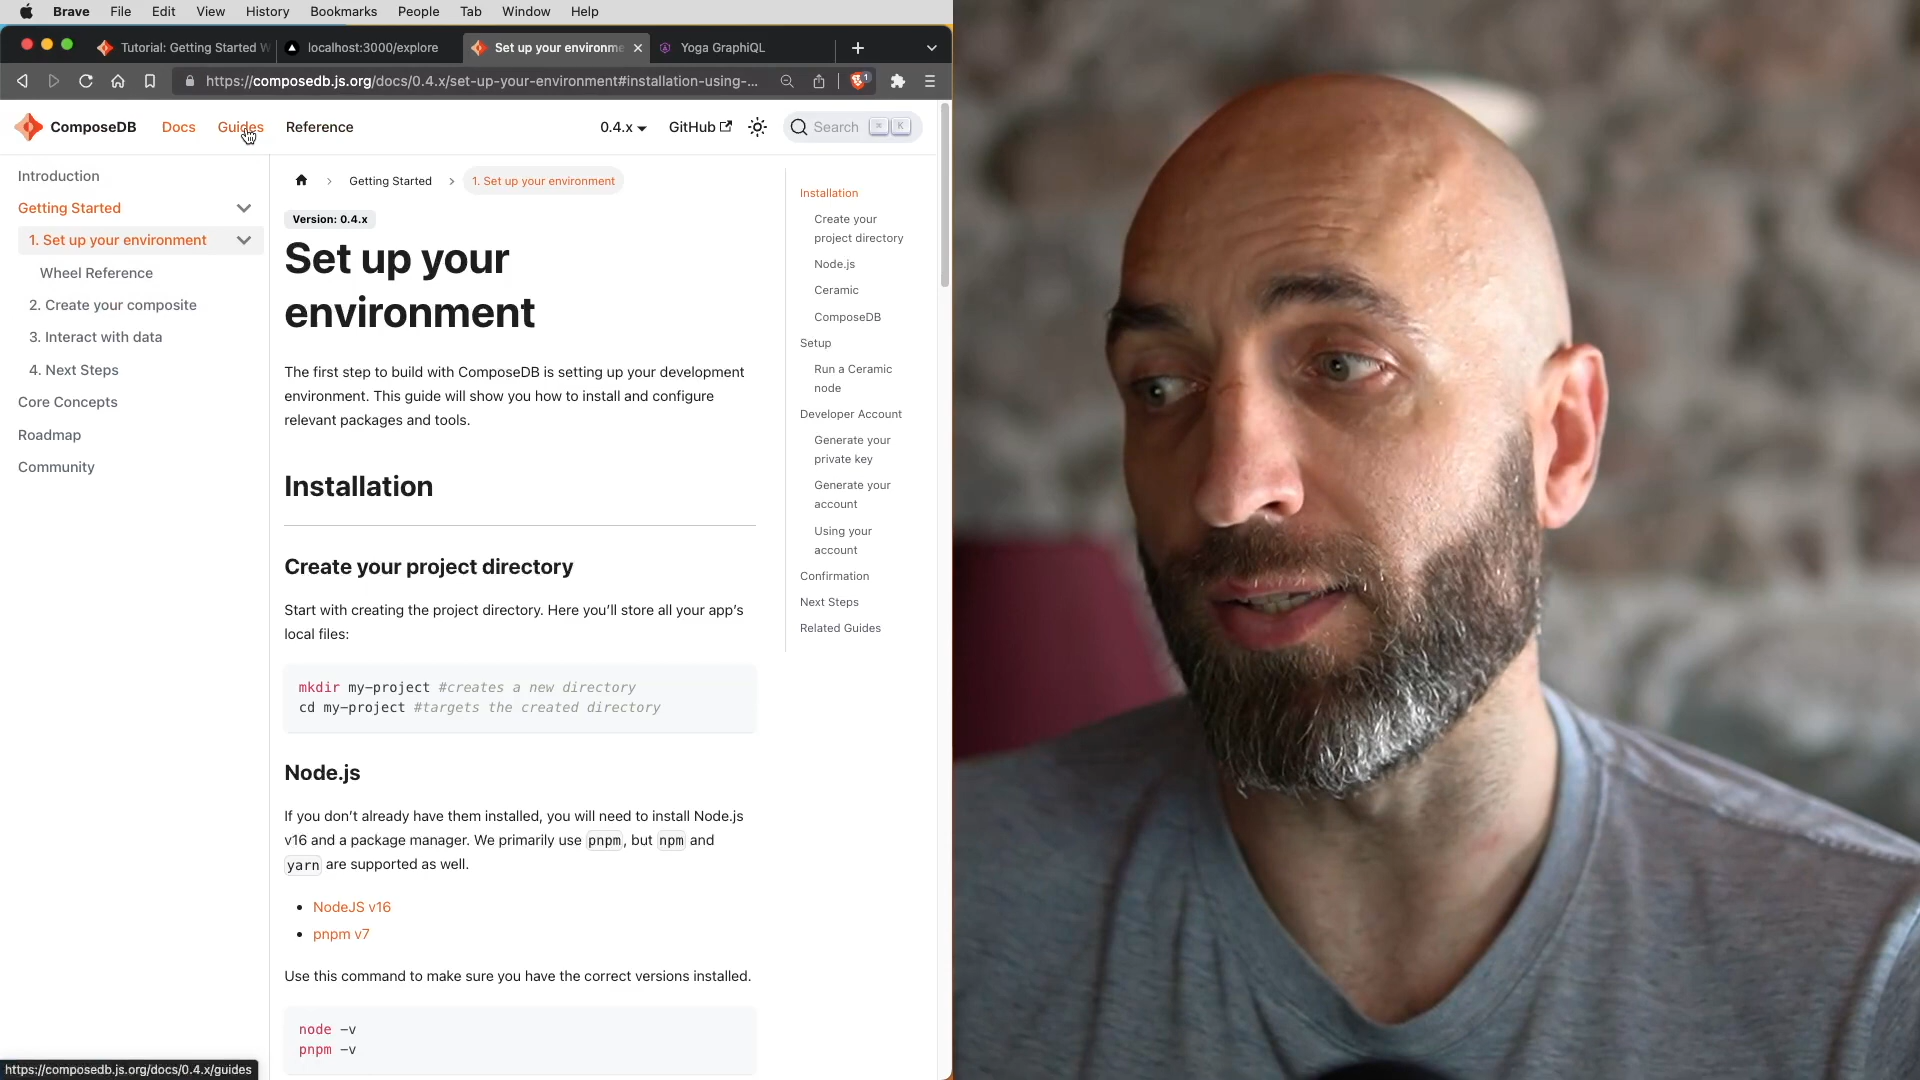 Brave File Edit View History Bookmarks People Tab Window Help
Tutorial: Getting Started W
localhost:3000/explore
Set up your environme
Yoga GraphiQL
https://composedb.js.org/docs/0.4.x/set-up-your-environment#installation-using-...
1
ComposeDB Docs Guides Reference 0.4.x GitHub Search ⌘ K
Introduction
Getting Started
1. Set up your environment
Wheel Reference
2. Create your composite
3. Interact with data
4. Next Steps
Core Concepts
Roadmap
Community
Getting Started > 1. Set up your environment
Version: 0.4.x
Set up your
environment
The first step to build with ComposeDB is setting up your development
environment. This guide will show you how to install and configure
relevant packages and tools.
Installation
Create your project directory
Start with creating the project directory. Here you'll store all your app's
local files:
mkdir my-project #creates a new directory
cd my-project #targets the created directory
Node.js
If you don't already have them installed, you will need to install Node.js
v16 and a package manager. We primarily use pnpm, but npm and
yarn are supported as well.
• NodeJS v16
• pnpm v7
Use this command to make sure you have the correct versions installed.
node -v
pnpm -v
Installation
Create your
project directory
Node.js
Ceramic
ComposeDB
Setup
Run a Ceramic
node
Developer Account
Generate your
private key
Generate your
account
Using your
account
Confirmation
Next Steps
Related Guides
https://composedb.js.org/docs/0.4.x/guides